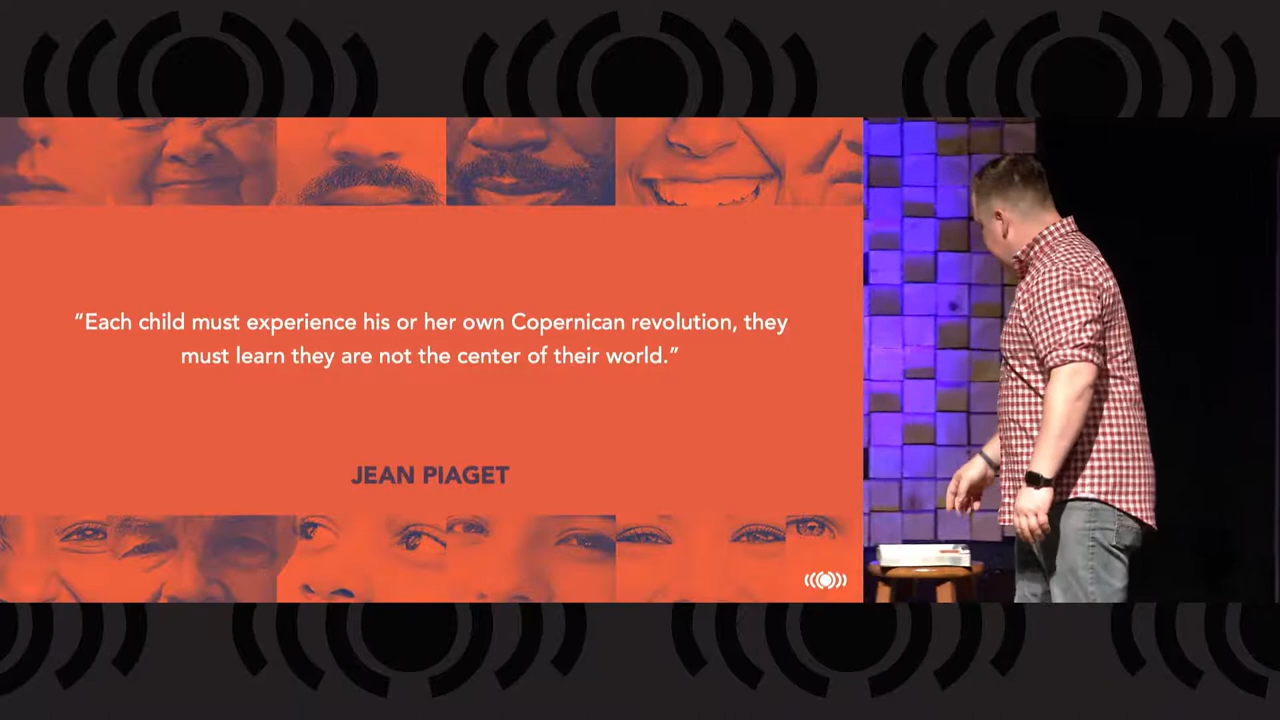 “Each child must experience his or her own Copernican revolution, they
must learn they are not the center of their world.”
JEAN PIAGET